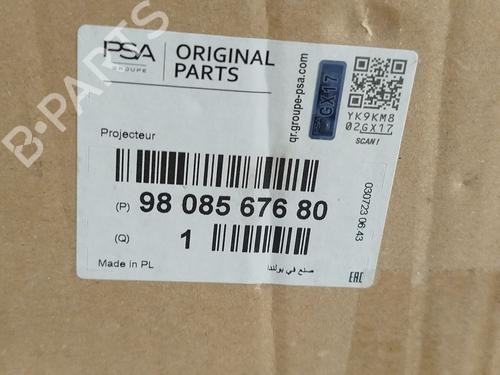 PSA
GROUPE
ORIGINAL
PARTS
qr.groupe-psa.com
GX17
YK9KM8
02GX17
SCAN!
Projecteur
(P) 98 085 676 80
(Q) 1
030723 06 43
Made in PL
صنع في بولندا
EAC
B-PARTS